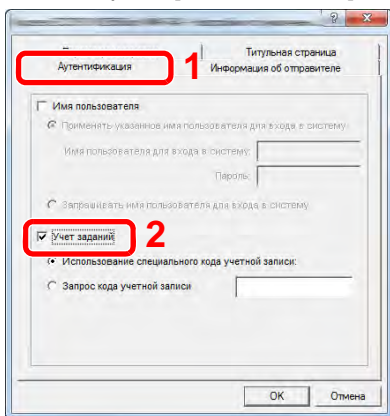 Титульная страница
Аутентификация
1
Информация об отправителе
Имя пользователя
Применять указанное имя пользователя для входа в систему:
Имя пользователя для входа в систему:
Пароль:
Запрашивать имя пользователя для входа в систему
Учет заданий
2
Использование специального кода учетной записи:
Запрос кода учетной записи
OK
Отмена